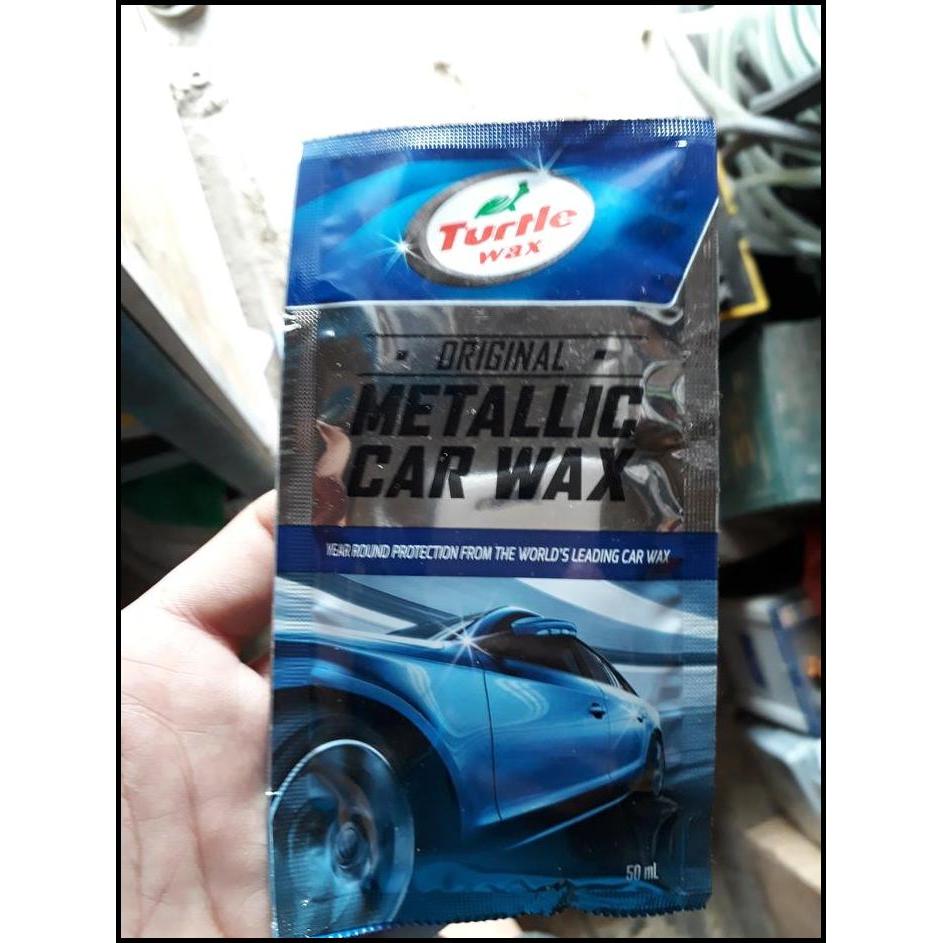 Turtle
wax
ORIGINAL
METALLIC
CAR WAX
YEAR ROUND PROTECTION FROM THE WORLD'S LEADING CAR WAX
50 mL